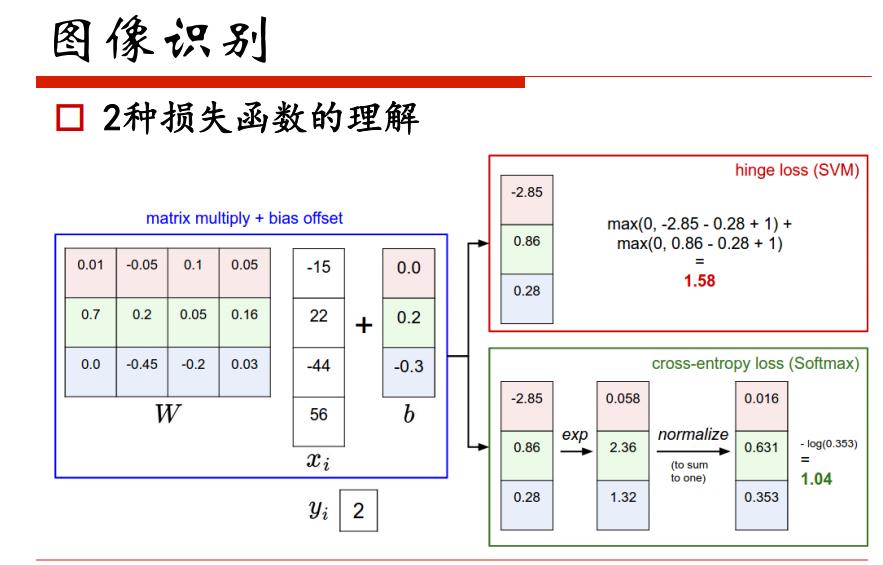 图像识别
2种损失函数的理解
matrix multiply + bias offset
0.01 -0.05 0.1 0.05
0.7 0.2 0.05 0.16
0.0 -0.45 -0.2 0.03
W
-15
22
-44
56
xi
+
0.0
0.2
-0.3
b
yi 2
hinge loss (SVM)
-2.85
0.86
0.28
max(0, -2.85 - 0.28 + 1) +
max(0, 0.86 - 0.28 + 1)
=
1.58
cross-entropy loss (Softmax)
-2.85
0.86
0.28
exp
0.058
2.36
1.32
normalize
(to sum
to one)
0.016
0.631
0.353
- log(0.353)
=
1.04